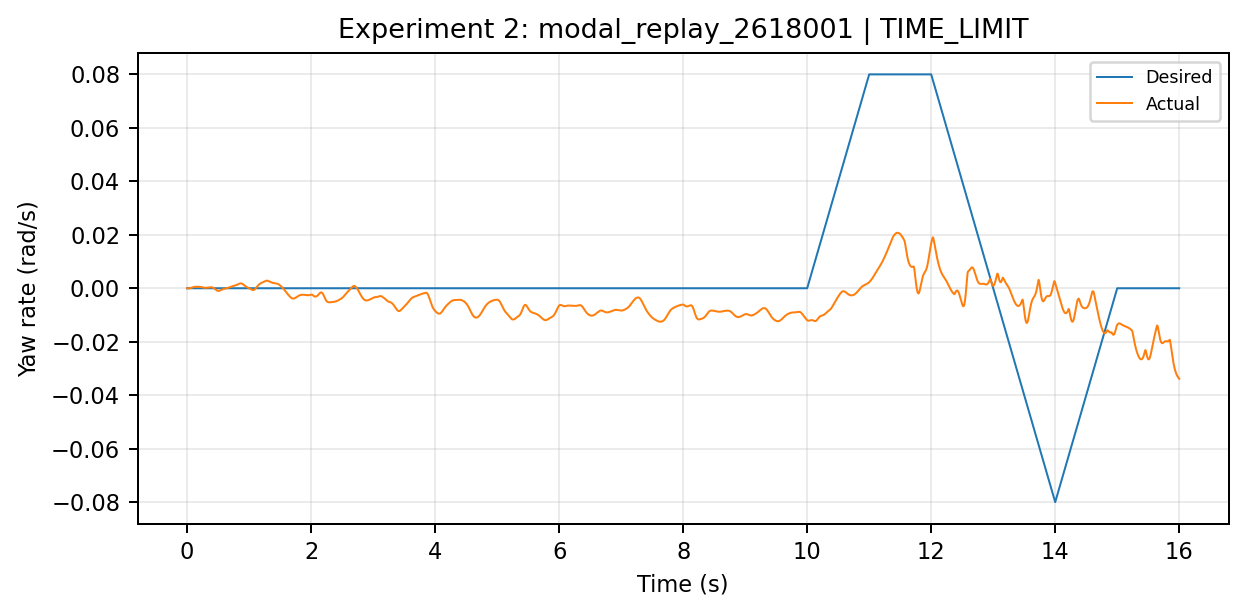 Experiment 2: modal_replay_2618001 | TIME_LIMIT
Desired
Actual
Yaw rate (rad/s)
0.08
0.06
0.04
0.02
0.00
−0.02
−0.04
−0.06
−0.08
0 2 4 6 8 10 12 14 16
Time (s)